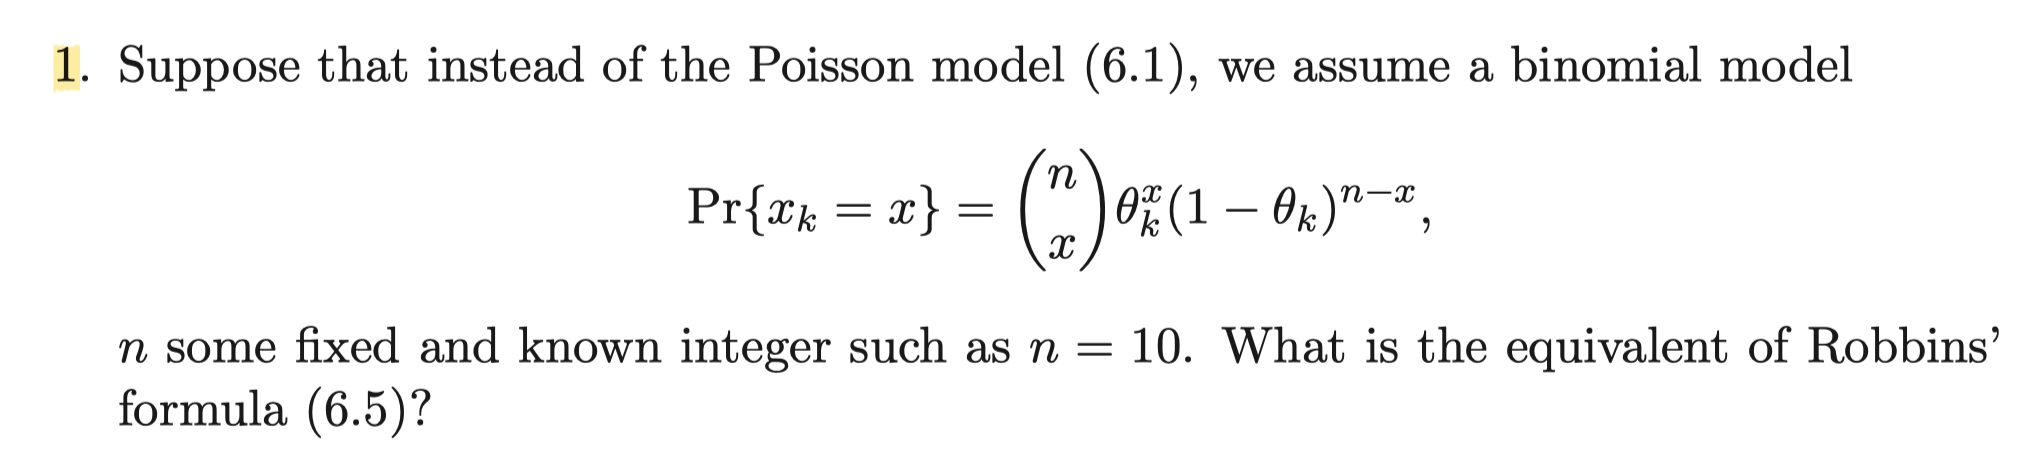 1. Suppose that instead of the Poisson model (6.1), we assume a binomial model
Pr{x_k = x} = \binom{n}{x} θ_k^x (1 − θ_k)^{n−x},
n some fixed and known integer such as n = 10. What is the equivalent of Robbins’
formula (6.5)?